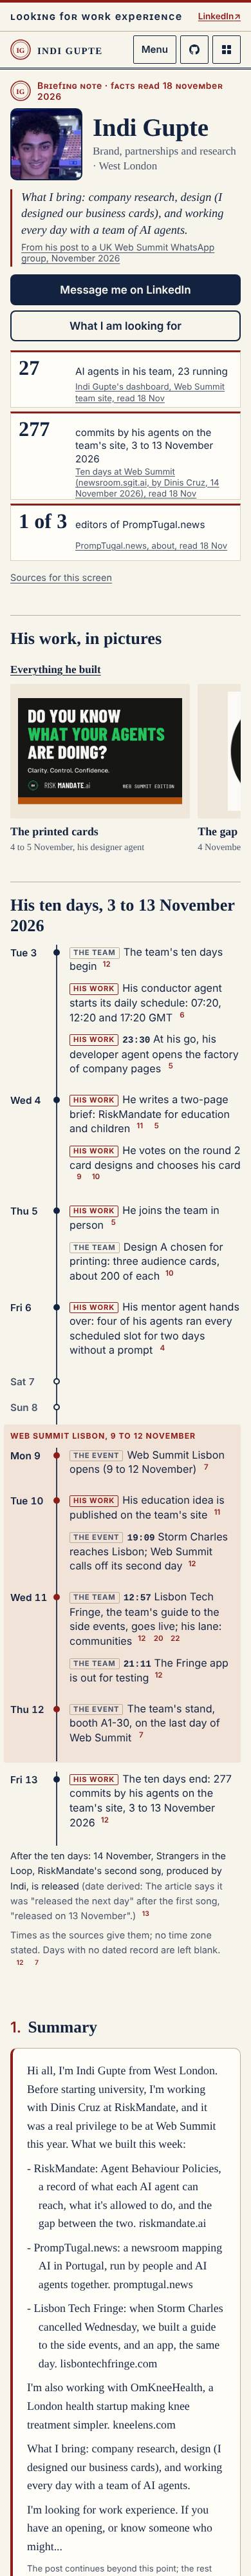 Looking for work experience
LinkedIn↗
IG
INDI GUPTE
Menu
IG
Briefing note · facts read 18 november
2026
Indi Gupte
Brand, partnerships and research
· West London
What I bring: company research, design (I
designed our business cards), and working
every day with a team of AI agents.
From his post to a UK Web Summit WhatsApp
group, November 2026
Message me on LinkedIn
What I am looking for
27
AI agents in his team, 23 running
Indi Gupte's dashboard, Web Summit
team site, read 18 Nov
277
commits by his agents on the
team's site, 3 to 13 November
2026
Ten days at Web Summit
(newsroom.sgit.ai, by Dinis Cruz, 14
November 2026), read 18 Nov
1 of 3
editors of PrompTugal.news
PrompTugal.news, about, read 18 Nov
Sources for this screen
His work, in pictures
Everything he built
DO YOU KNOW
WHAT YOUR AGENTS
ARE DOING?
Clarity. Control. Confidence.
RISK MANDATE.ai
WEB SUMMIT EDITION
The printed cards
4 to 5 November, his designer agent
The gap
4 Novembe
His ten days, 3 to 13 November
2026
Tue 3
THE TEAM The team's ten days
begin 12
HIS WORK His conductor agent
starts its daily schedule: 07:20,
12:20 and 17:20 GMT 6
HIS WORK 23:30 At his go, his
developer agent opens the factory
of company pages 5
Wed 4
HIS WORK He writes a two-page
brief: RiskMandate for education
and children 11 5
HIS WORK He votes on the round 2
card designs and chooses his card
9 10
Thu 5
HIS WORK He joins the team in
person 5
THE TEAM Design A chosen for
printing: three audience cards,
about 200 of each 10
Fri 6
HIS WORK His mentor agent hands
over: four of his agents ran every
scheduled slot for two days
without a prompt 4
Sat 7
Sun 8
WEB SUMMIT LISBON, 9 TO 12 NOVEMBER
Mon 9
THE EVENT Web Summit Lisbon
opens (9 to 12 November) 7
Tue 10
HIS WORK His education idea is
published on the team's site 11
THE EVENT 19:09 Storm Charles
reaches Lisbon; Web Summit
calls off its second day 12
Wed 11
THE TEAM 12:57 Lisbon Tech
Fringe, the team's guide to the
side events, goes live; his lane:
communities 12 20 22
THE TEAM 21:11 The Fringe app
is out for testing 12
Thu 12
THE EVENT The team's stand,
booth A1-30, on the last day of
Web Summit 7
Fri 13
HIS WORK The ten days end: 277
commits by his agents on the
team's site, 3 to 13 November
2026 12
After the ten days: 14 November, Strangers in the
Loop, RiskMandate's second song, produced by
Indi, is released (date derived: The article says it
was "released the next day" after the first song,
"released on 13 November".) 13
Times as the sources give them; no time zone
stated. Days with no dated record are left blank.
12 7
1. Summary
Hi all, I'm Indi Gupte from West London.
Before starting university, I'm working
with Dinis Cruz at RiskMandate, and it
was a real privilege to be at Web Summit
this year. What we built this week:
- RiskMandate: Agent Behaviour Policies,
a record of what each AI agent can
reach, what it's allowed to do, and the
gap between the two. riskmandate.ai
- PrompTugal.news: a newsroom mapping
AI in Portugal, run by people and AI
agents together. promptugal.news
- Lisbon Tech Fringe: when Storm Charles
cancelled Wednesday, we built a guide
to the side events, and an app, the same
day. lisbontechfringe.com
I'm also working with OmKneeHealth, a
London health startup making knee
treatment simpler. kneelens.com
What I bring: company research, design (I
designed our business cards), and working
every day with a team of AI agents.
I'm looking for work experience. If you
have an opening, or know someone who
might...
The post continues beyond this point; the rest